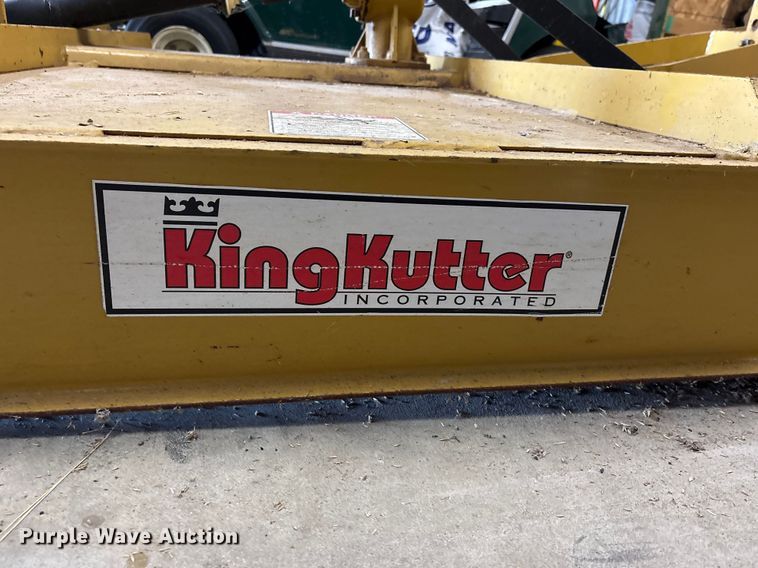 KingKutter®
INCORPORATED
Purple Wave Auction